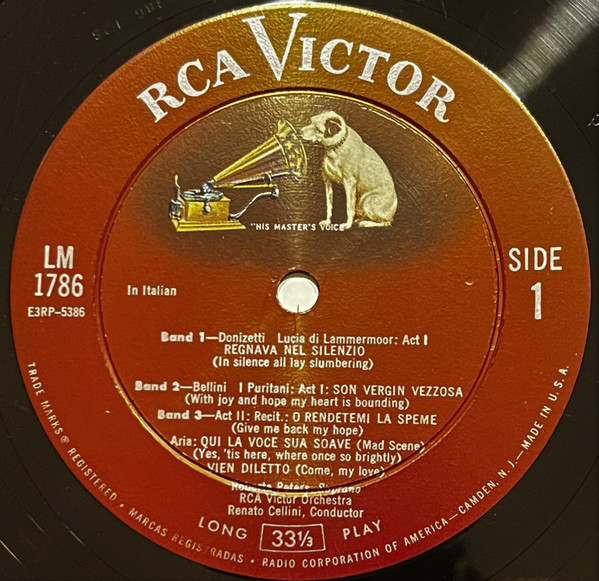 RCA VICTOR
"HIS MASTER'S VOICE"
LM
1786
E3RP-5386
SIDE
1
In Italian
Band 1—Donizetti Lucia di Lammermoor: Act I
REGNAVA NEL SILENZIO
(In silence all lay slumbering)
Band 2—Bellini I Puritani: Act I: SON VERGIN VEZZOSA
(With joy and hope my heart is bounding)
Band 3—Act II: Recit.: O RENDETEMI LA SPEME
(Give me back my hope)
Aria: QUI LA VOCE SUA SOAVE (Mad Scene)
(Yes, 'tis here, where once so brightly)
VIEN DILETTO (Come, my love)
Roberta Peters, Soprano
RCA Victor Orchestra
Renato Cellini, Conductor
LONG 33⅓ PLAY
TRADE MARKS ® REGISTERED • MARCAS REGISTRADAS • RADIO CORPORATION OF AMERICA—CAMDEN, N. J.—MADE IN U.S.A.